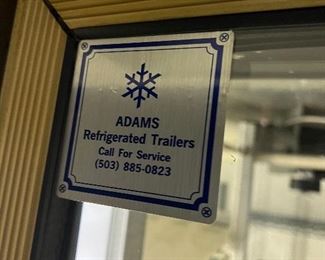 ADAMS
Refrigerated Trailers
Call For Service
(503) 885-0823